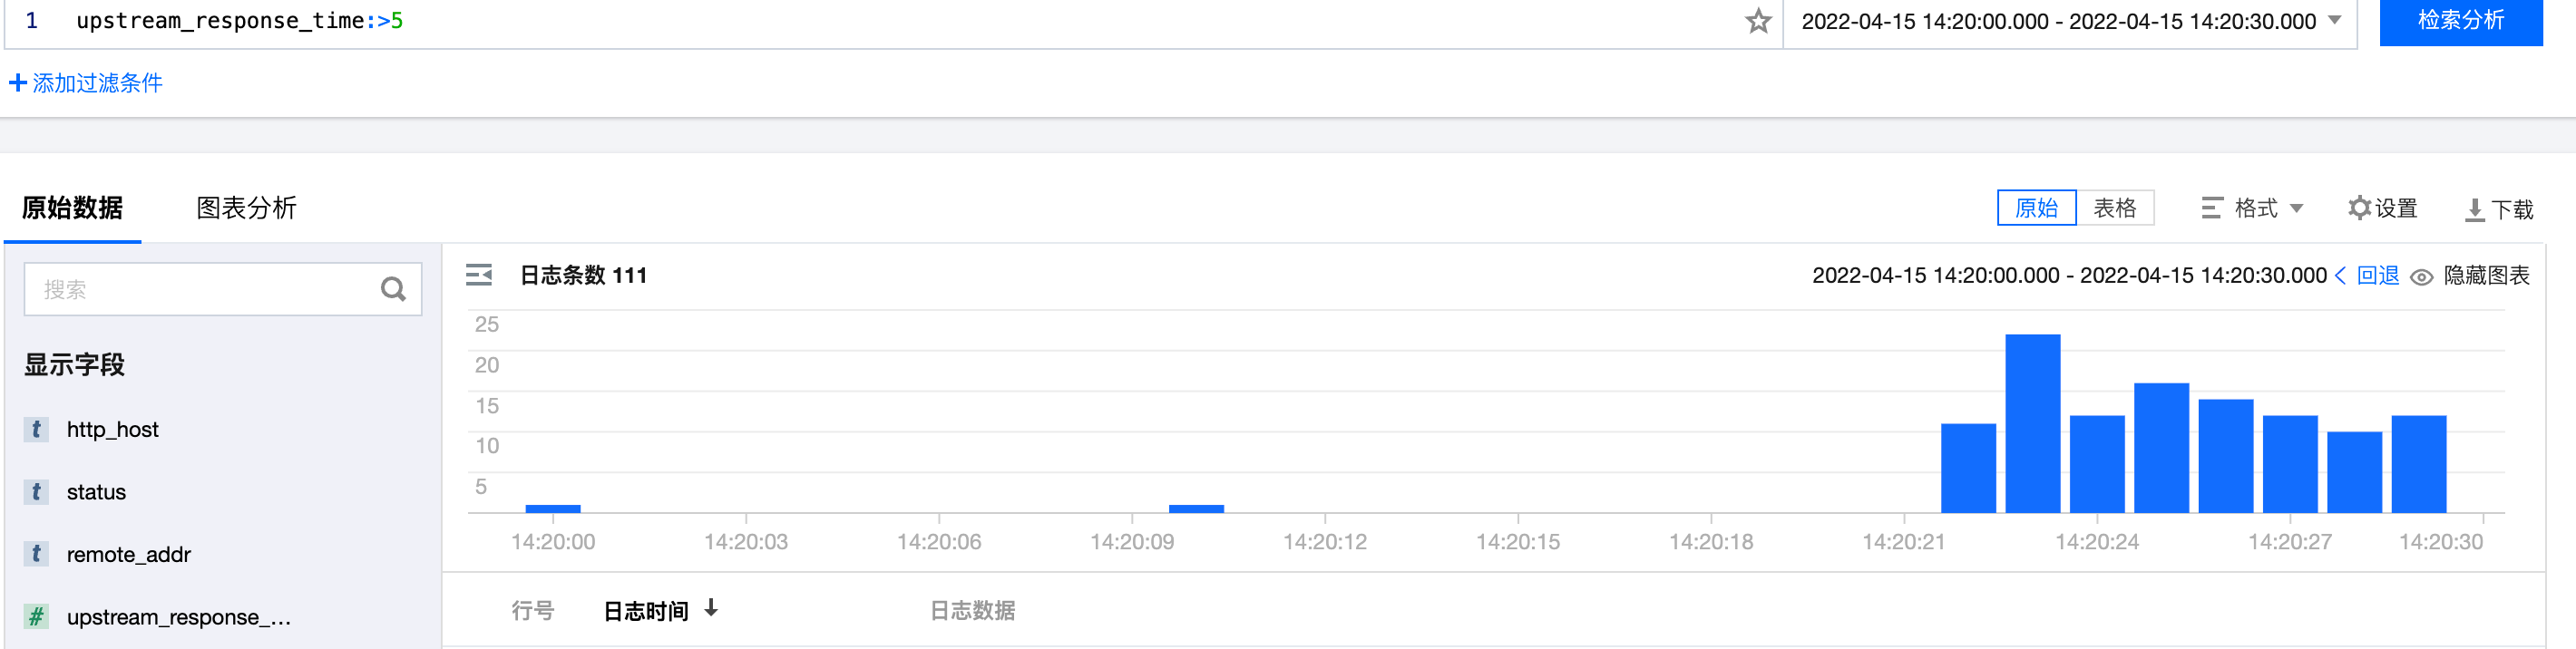 1 upstream_response_time:>5
2022-04-15 14:20:00.000 - 2022-04-15 14:20:30.000
检索分析
添加过滤条件
原始数据
图表分析
原始
表格
格式
设置
下载
搜索
日志条数 111
2022-04-15 14:20:00.000 - 2022-04-15 14:20:30.000
回退
隐藏图表
显示字段
http_host
status
remote_addr
upstream_response_...
25
20
15
10
5
14:20:00 14:20:03 14:20:06 14:20:09 14:20:12 14:20:15 14:20:18 14:20:21 14:20:24 14:20:27 14:20:30
行号 日志时间 日志数据